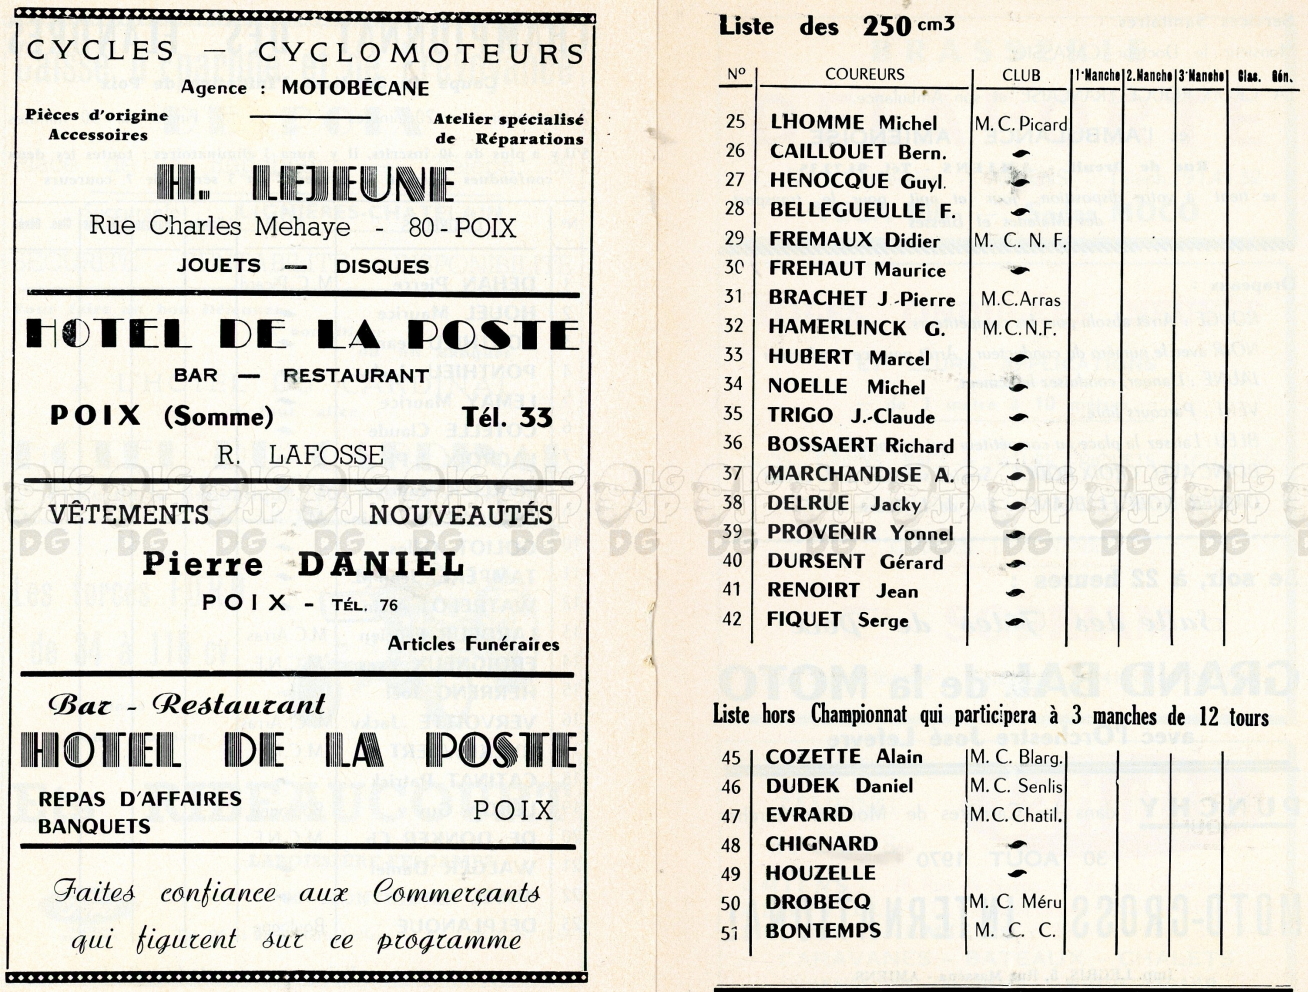 CYCLES — CYCLOMOTEURS
Agence : MOTOBÉCANE
Pièces d'origine
Accessoires
Atelier spécialisé
de Réparations
H. LEJEUNE
Rue Charles Mehaye - 80 - POIX
JOUETS — DISQUES
HOTEL DE LA POSTE
BAR — RESTAURANT
POIX (Somme) Tél. 33
R. LAFOSSE
VÊTEMENTS NOUVEAUTÉS
Pierre DANIEL
POIX - TÉL. 76
Articles Funéraires
Bar - Restaurant
HOTEL DE LA POSTE
REPAS D'AFFAIRES
BANQUETS
POIX
Faites confiance aux Commerçants
qui figurent sur ce programme
Liste des 250 cm3
N° COUREURS CLUB 1re Manche 2. Manche 3e Manche Clas. Gén.
25 LHOMME Michel M.C. Picard
26 CAILLOUET Bern.
27 HENOCQUE Guyl.
28 BELLEGUEULLE F.
29 FREMAUX Didier M. C. N. F.
30 FREHAUT Maurice
31 BRACHET J.-Pierre M.C.Arras
32 HAMERLINCK G. M.C.N.F.
33 HUBERT Marcel
34 NOELLE Michel
35 TRIGO J.-Claude
36 BOSSAERT Richard
37 MARCHANDISE A.
38 DELRUE Jacky
39 PROVENIR Yonnel
40 DURSENT Gérard
41 RENOIRT Jean
42 FIQUET Serge
Liste hors Championnat qui participera à 3 manches de 12 tours
45 COZETTE Alain M. C. Blarg.
46 DUDEK Daniel M.C. Senlis
47 EVRARD M.C. Chatil.
48 CHIGNARD
49 HOUZELLE
50 DROBECQ M. C. Méru
51 BONTEMPS M. C. C.